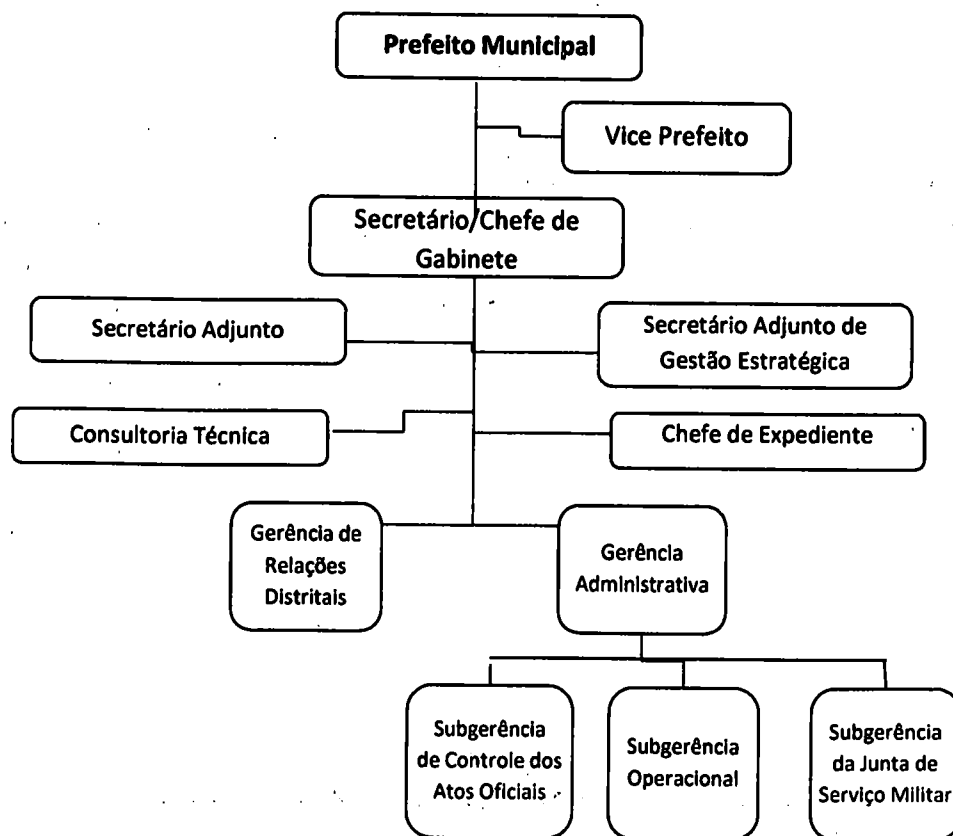 Prefeito Municipal
Vice Prefeito
Secretário/Chefe de
Gabinete
Secretário Adjunto
Secretário Adjunto de
Gestão Estratégica
Consultoria Técnica
Chefe de Expediente
Gerência de
Relações
Distritais
Gerência
Administrativa
Subgerência
de Controle dos
Atos Oficiais
Subgerência
Operacional
Subgerência
da Junta de
Serviço Militar